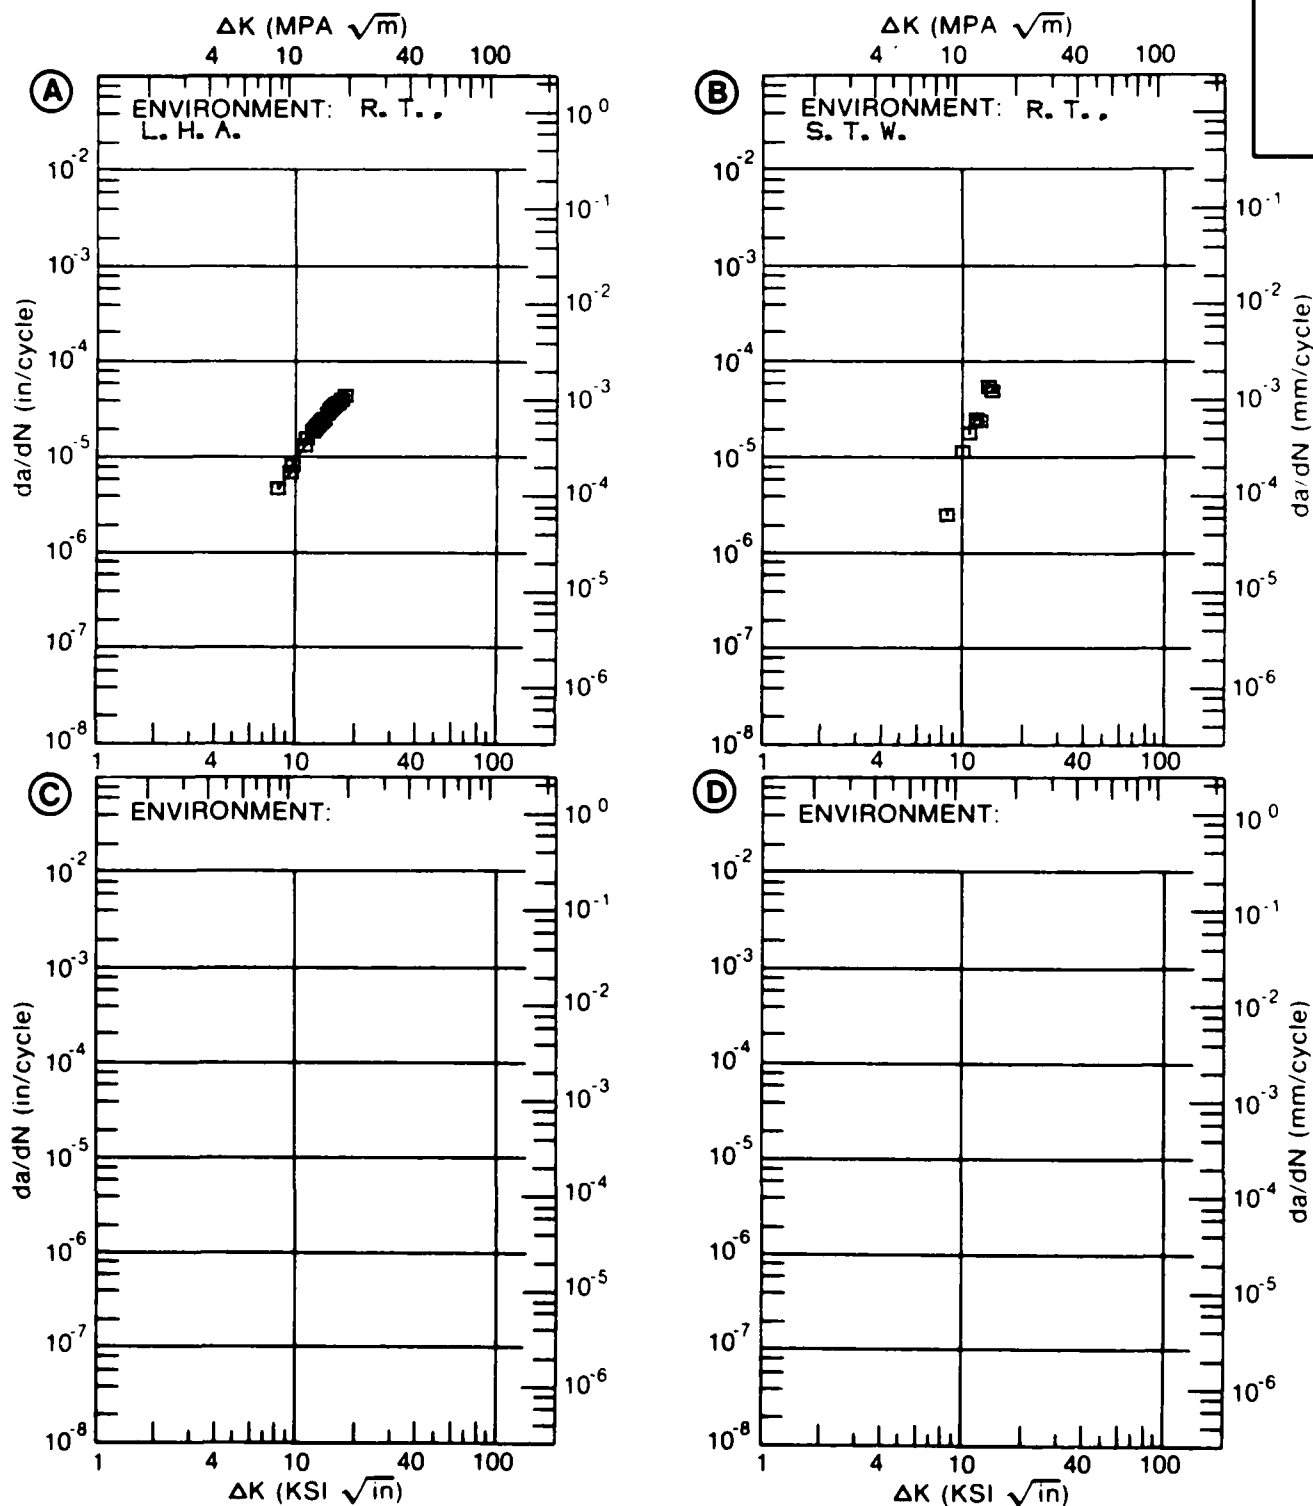 ΔK (MPA √m)
4 10 40 100
ΔK (MPA √m)
4 10 40 100
A
ENVIRONMENT: R. T.,
L. H. A.
10^-2
10^-3
10^-4
10^-5
10^-6
10^-7
10^-8
da/dN (in/cycle)
10^0
10^-1
10^-2
10^-3
10^-4
10^-5
10^-6
1 4 10 40 100
B
ENVIRONMENT: R. T.,
S. T. W.
10^-2
10^-3
10^-4
10^-5
10^-6
10^-7
10^-8
10^-1
10^-2
10^-3
10^-4
10^-5
10^-6
da/dN (mm/cycle)
1 4 10 40 100
C
ENVIRONMENT:
10^-2
10^-3
10^-4
10^-5
10^-6
10^-7
10^-8
da/dN (in/cycle)
10^0
10^-1
10^-2
10^-3
10^-4
10^-5
10^-6
1 4 10 40 100
ΔK (KSI √in)
D
ENVIRONMENT:
10^-2
10^-3
10^-4
10^-5
10^-6
10^-7
10^-8
10^0
10^-1
10^-2
10^-3
10^-4
10^-5
10^-6
da/dN (mm/cycle)
1 4 10 40 100
ΔK (KSI √in)